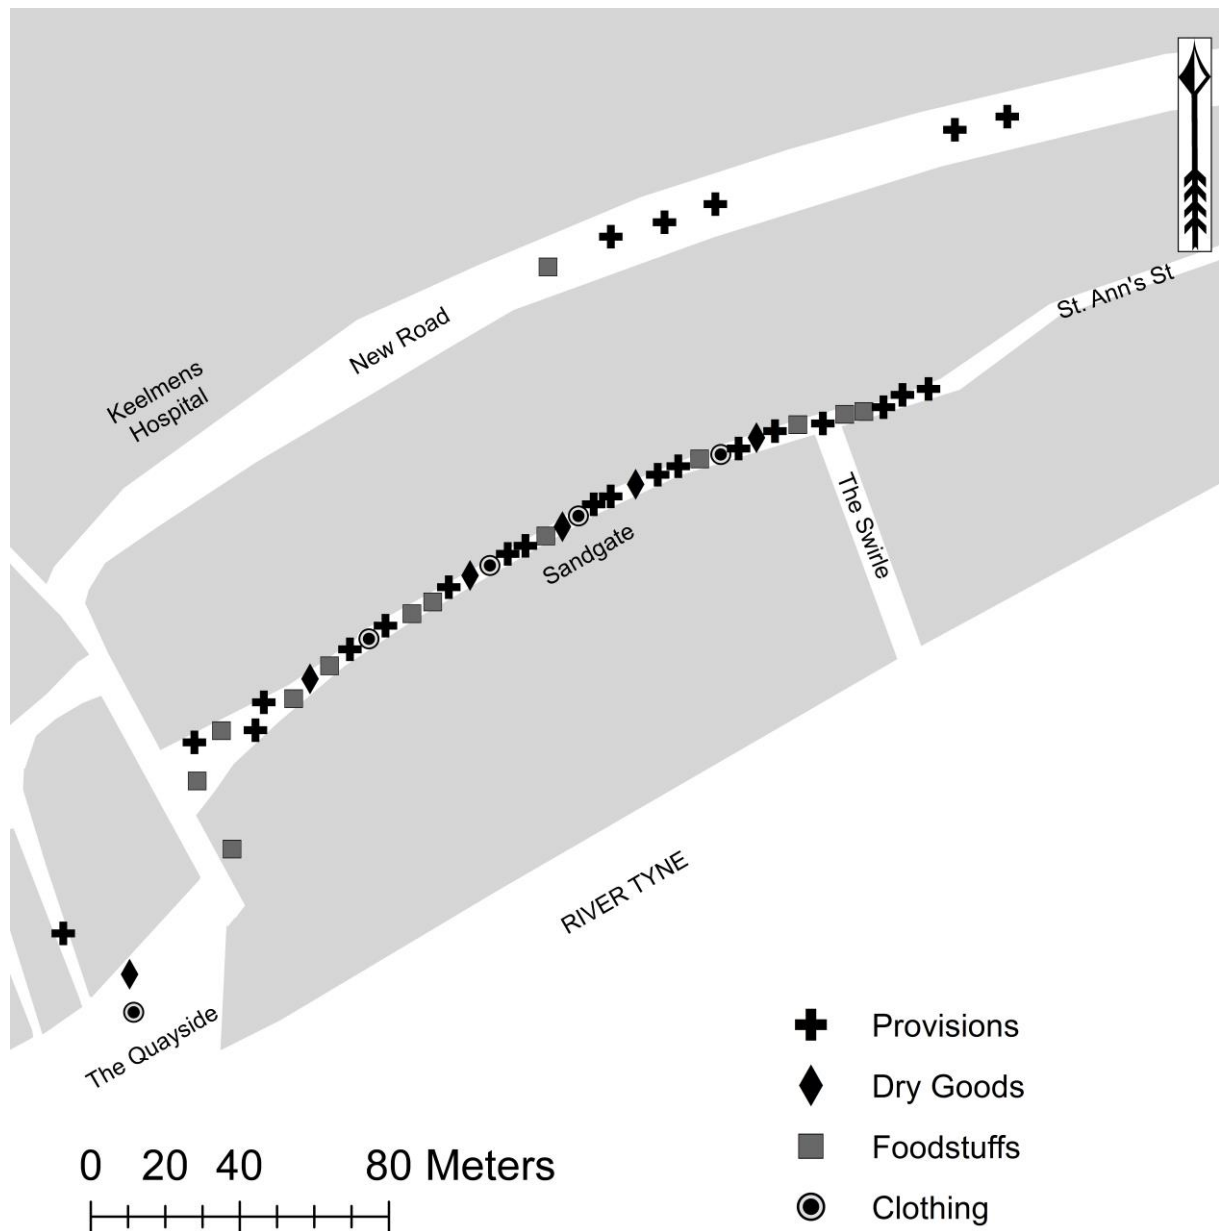 St. Ann's St
New Road
Keelmens
Hospital
The Swirle
Sandgate
RIVER TYNE
The Quayside
Provisions
Dry Goods
Foodstuffs
Clothing
0 20 40 80 Meters